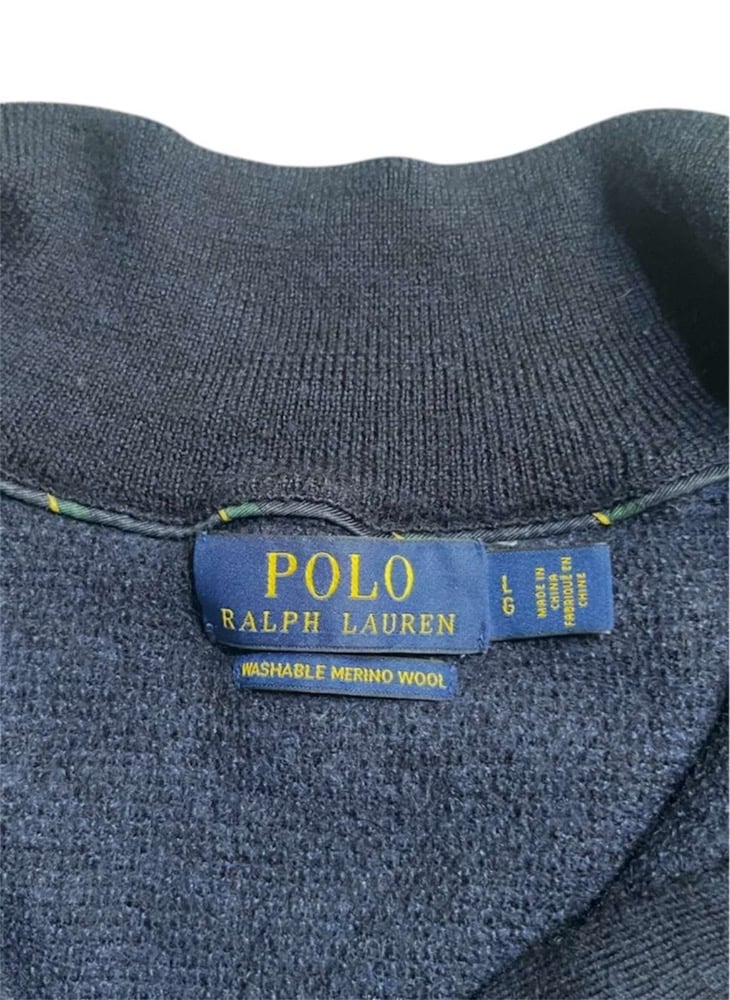 POLO
RALPH LAUREN
WASHABLE MERINO WOOL
L
G
MADE IN
CHINA
FABRIQUÉ EN
CHINE